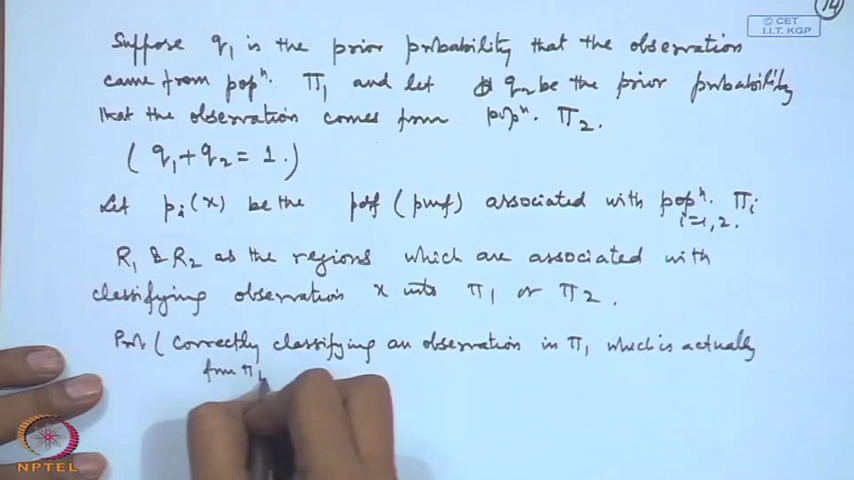 14
© CET
I.I.T. KGP
Suppose q₁ is the prior probability that the observation
came from popⁿ. Π₁ and let q₂ be the prior probability
that the observation comes from popⁿ. Π₂.
(q₁+q₂ = 1.)
Let pᵢ(x) be the pdf (pmf) associated with popⁿ. Πᵢ
i=1,2.
R₁ & R₂ as the regions which are associated with
classifying observation x into Π₁ or Π₂.
Prob (Correctly classifying an observation in Π₁ which is actually
from Π₁
NPTEL